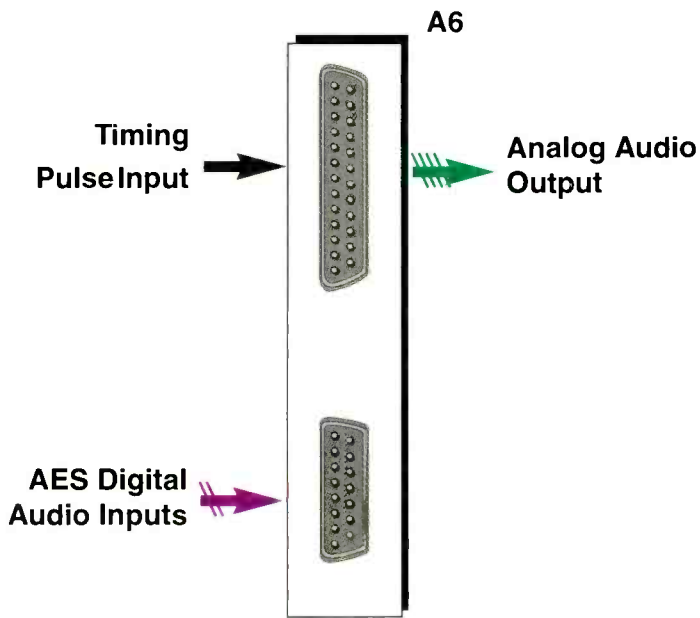 A6
Timing
Pulse Input
Analog Audio
Output
AES Digital
Audio Inputs